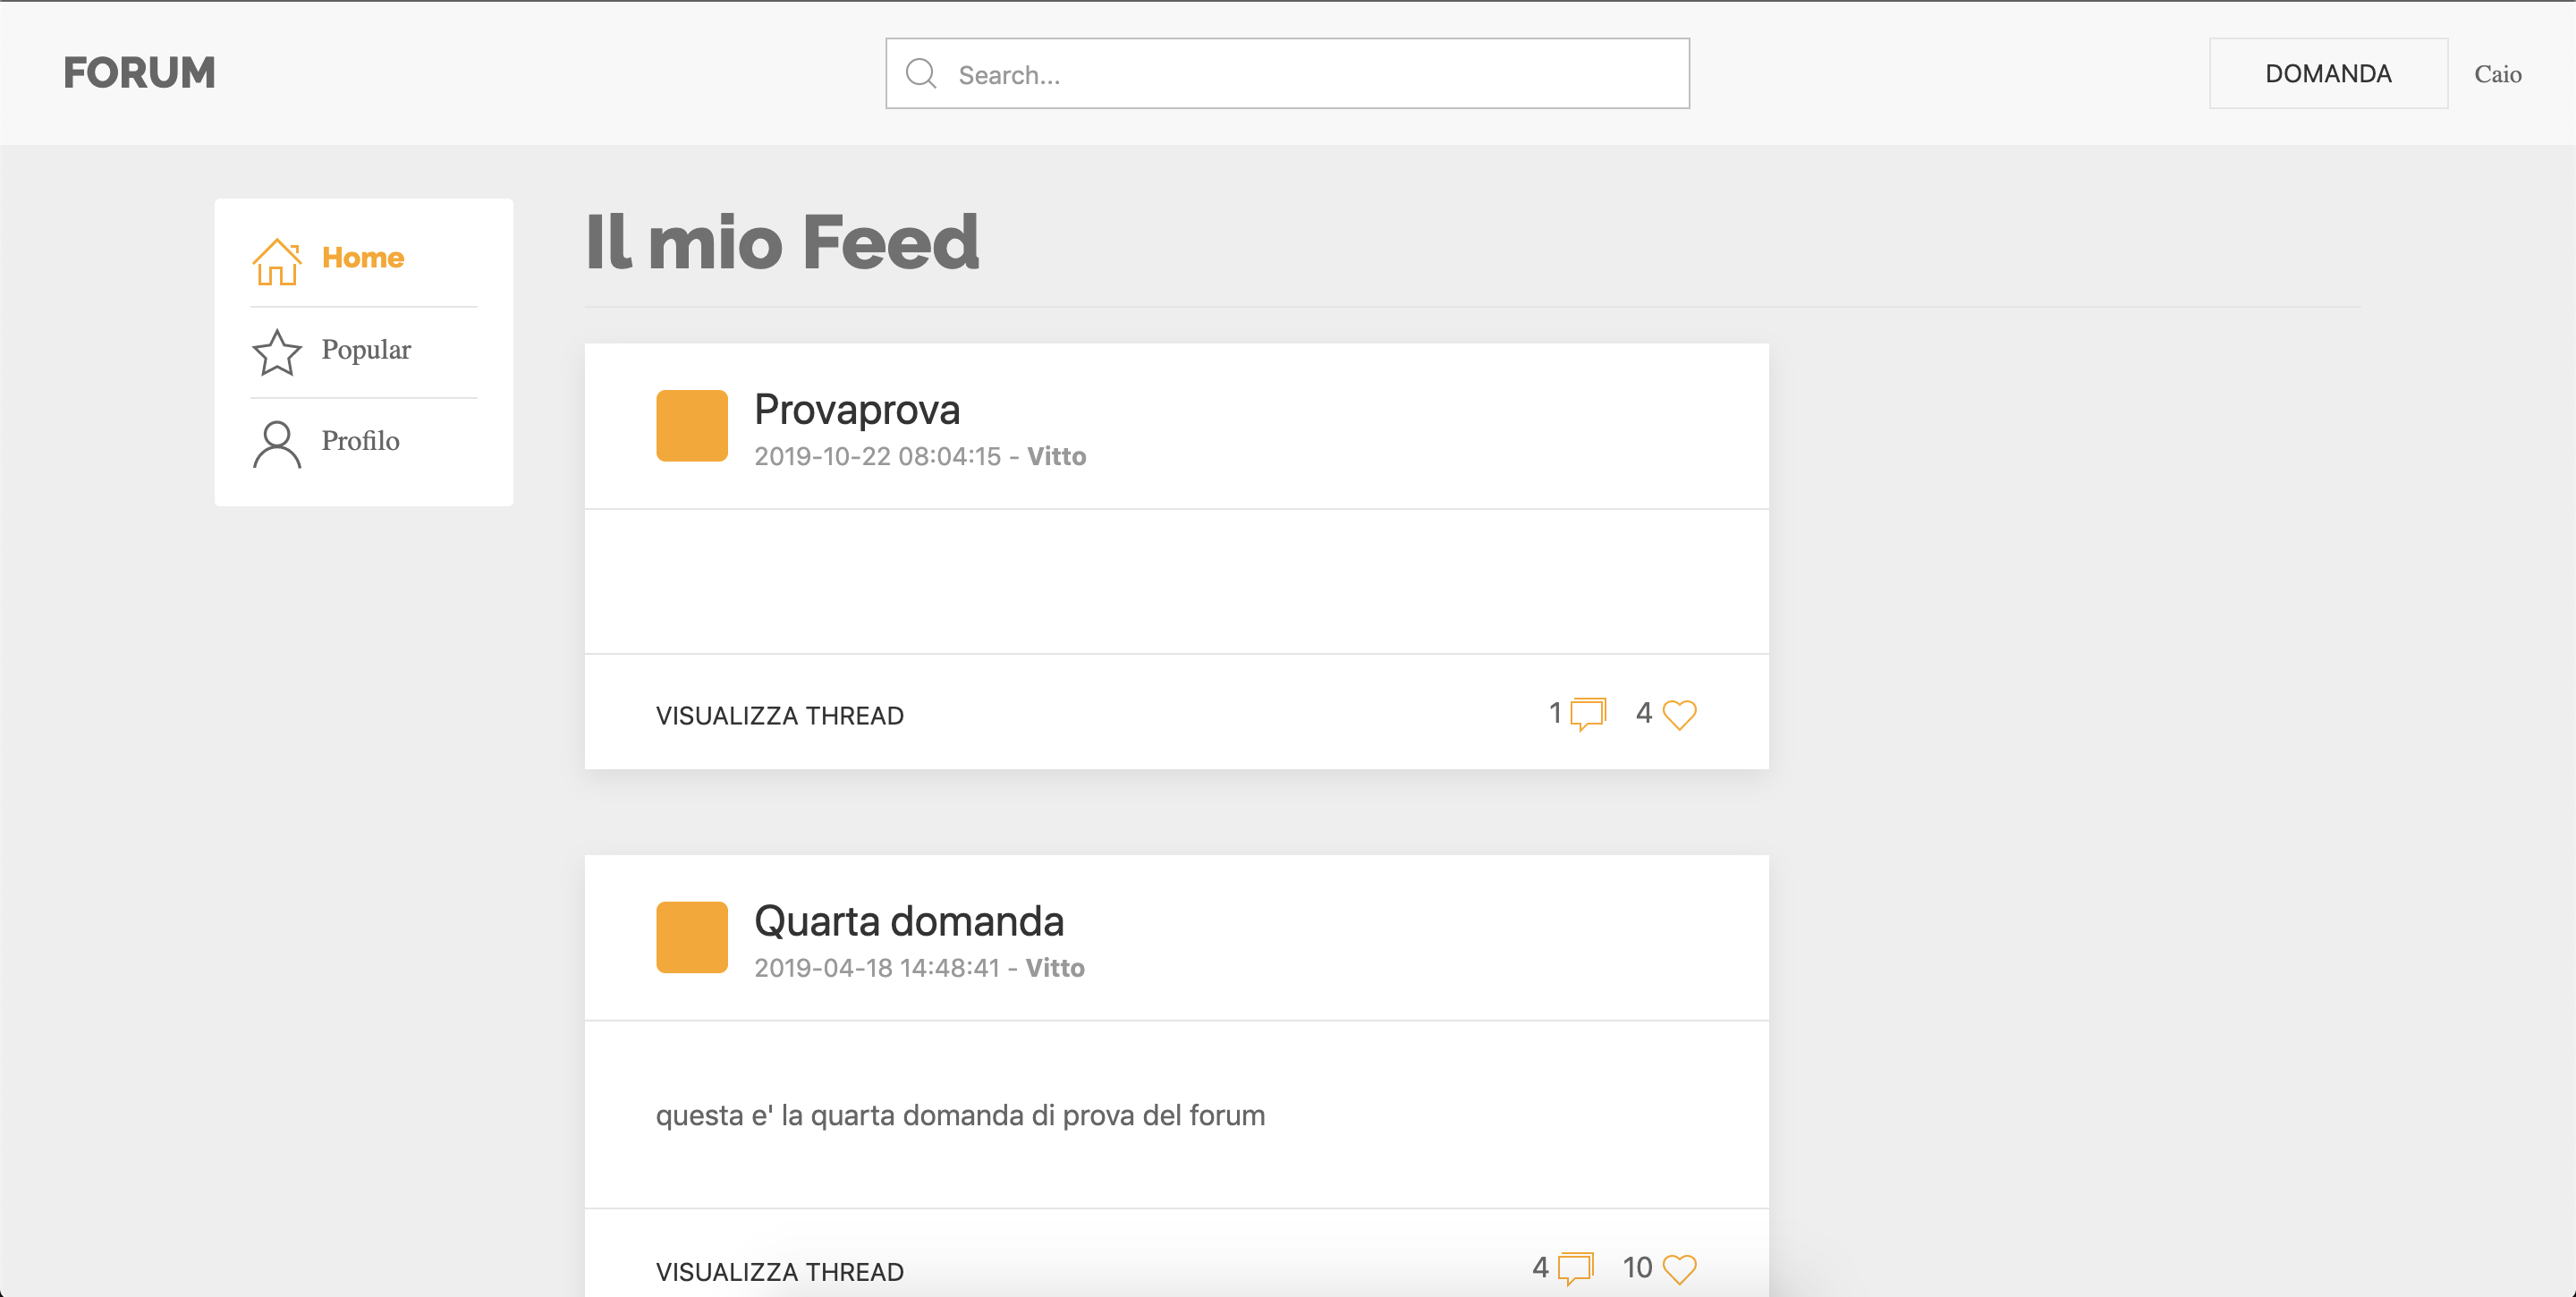 FORUM
Search...
DOMANDA
Caio
Home
Popular
Profilo
Il mio Feed
Provaprova
2019-10-22 08:04:15 - Vitto
VISUALIZZA THREAD
1
4
Quarta domanda
2019-04-18 14:48:41 - Vitto
questa e' la quarta domanda di prova del forum
VISUALIZZA THREAD
4
10